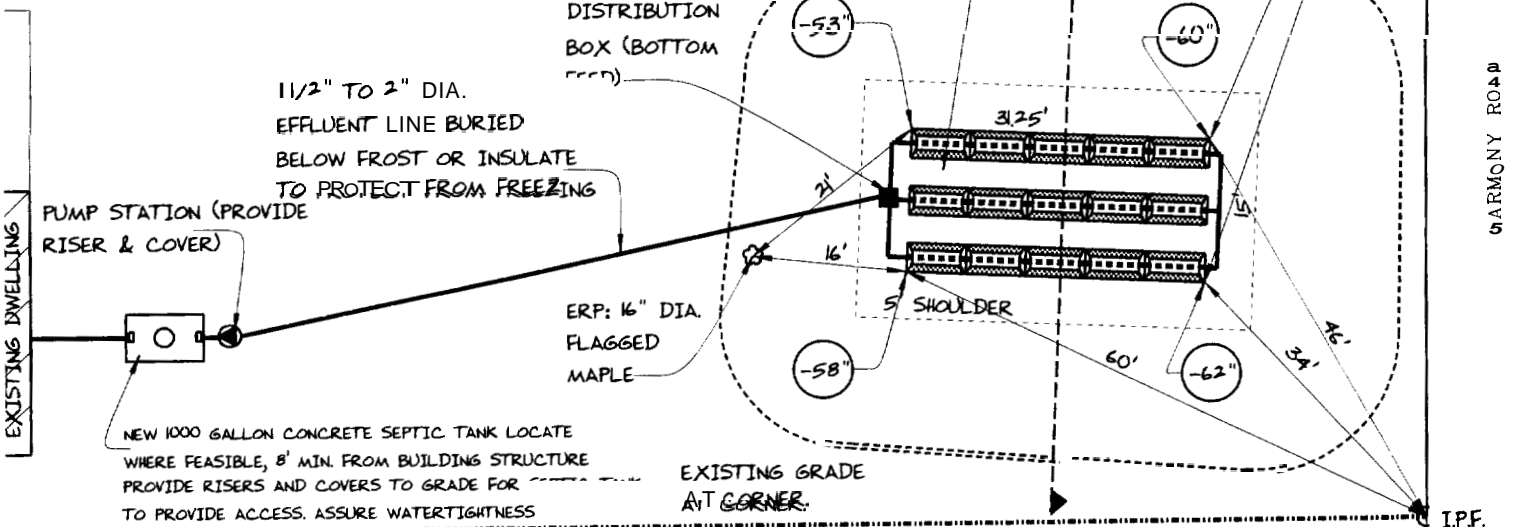 DISTRIBUTION
BOX (BOTTOM
-53"
-60"
11/2" TO 2" DIA.
EFFLUENT LINE BURIED
BELOW FROST OR INSULATE
TO PROTECT FROM FREEZING
31.25'
21'
15'
16'
PUMP STATION (PROVIDE
RISER & COVER)
EXISTING DWELLING
ERP: 16" DIA.
FLAGGED
MAPLE
5' SHOULDER
-58"
-62"
60'
34'
46'
NEW 1000 GALLON CONCRETE SEPTIC TANK LOCATE
WHERE FEASIBLE, 8' MIN. FROM BUILDING STRUCTURE
PROVIDE RISERS AND COVERS TO GRADE FOR
TO PROVIDE ACCESS. ASSURE WATERTIGHTNESS
EXISTING GRADE
AT CORNER.
I.P.F.
5ARMONY RO4a